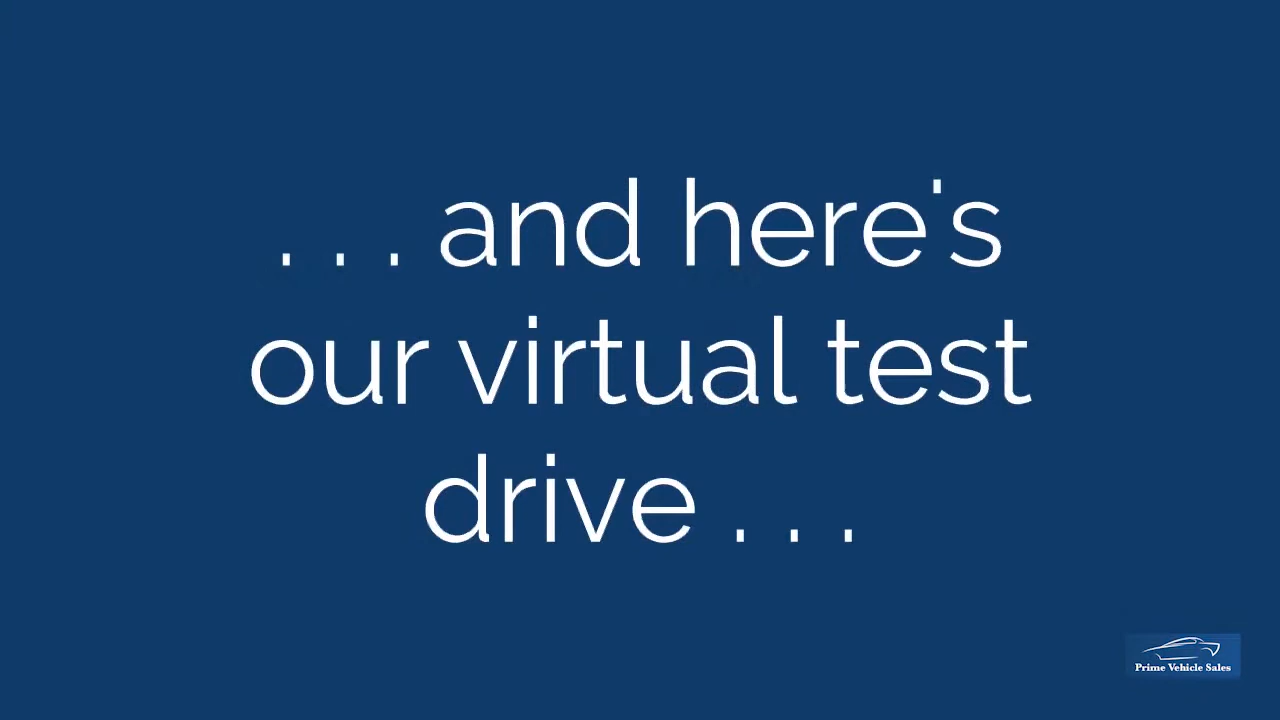 . . . and here's
our virtual test
drive . . .
Prime Vehicle Sales